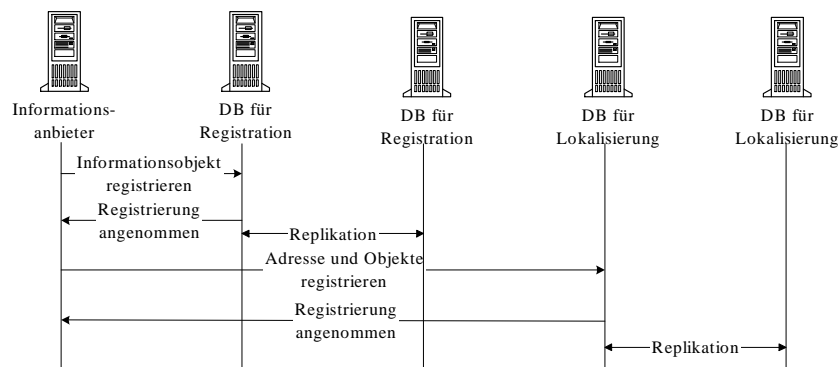 Informations-
anbieter
DB für
Registration
DB für
Registration
DB für
Lokalisierung
DB für
Lokalisierung
Informationsobjekt
registrieren
Registrierung
angenommen
Replikation
Adresse und Objekte
registrieren
Registrierung
angenommen
Replikation